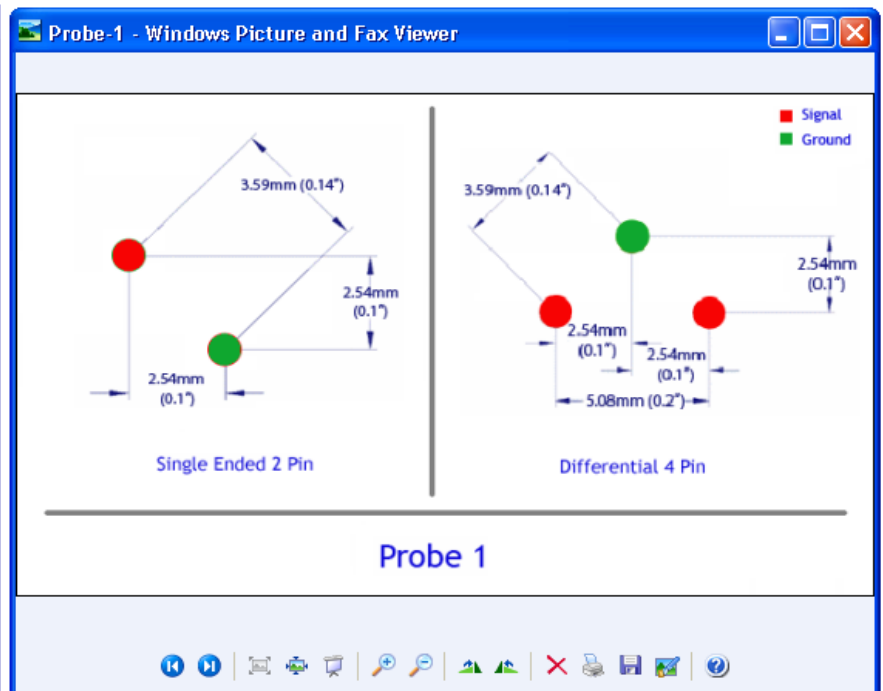 Probe-1 - Windows Picture and Fax Viewer
Signal
Ground
3.59mm (0.14")
2.54mm
(0.1")
2.54mm
(0.1")
Single Ended 2 Pin
3.59mm (0.14")
2.54mm
(0.1")
2.54mm
(0.1")
2.54mm
(0.1")
5.08mm (0.2")
Differential 4 Pin
Probe 1